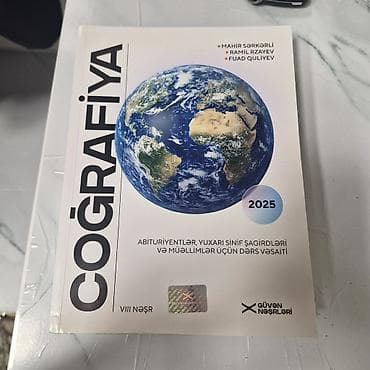 • MAHİR SƏRKƏRLİ
• RAMİL RZAYEV
• FUAD QULİYEV
COĞRAFİYA
2025
ABİTURİYENTLƏR, YUXARI SİNİF ŞAGİRDLƏRİ
VƏ MÜƏLLİMLƏR ÜÇÜN DƏRS VƏSAİTİ
VIII NƏŞR
GÜVƏN
NƏŞRLƏRİ